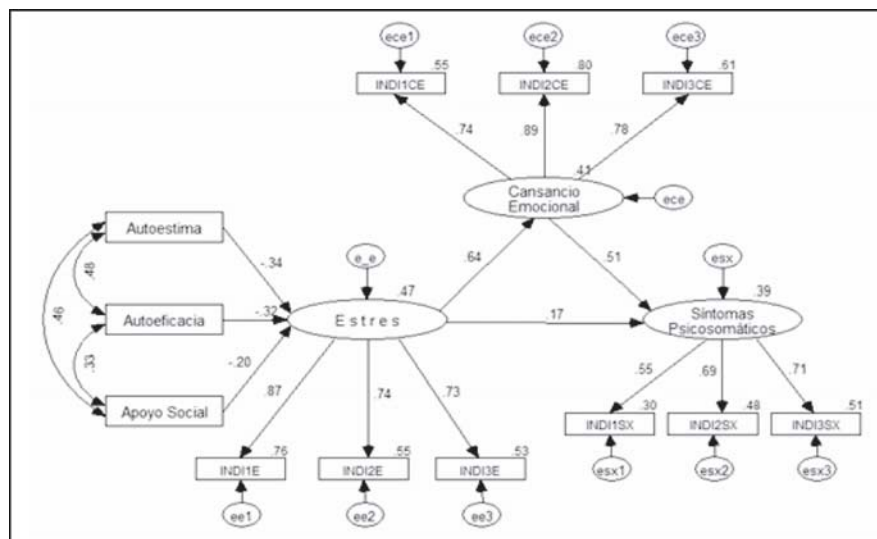 ece1
ece2
ece3
.55
.80
.61
INDI1CE
INDI2CE
INDI3CE
.74
.89
.78
.41
Cansancio
Emocional
ece
Autoestima
.48
.46
-.34
e_e
.64
.51
esx
.47
.39
Autoeficacia
-.32
Estres
.17
Síntomas
Psicosomáticos
.33
-.20
Apoyo Social
.87
.74
.73
.55
.69
.71
.76
.55
.53
.30
.48
.51
INDI1E
INDI2E
INDI3E
INDI1SX
INDI2SX
INDI3SX
ee1
ee2
ee3
esx1
esx2
esx3